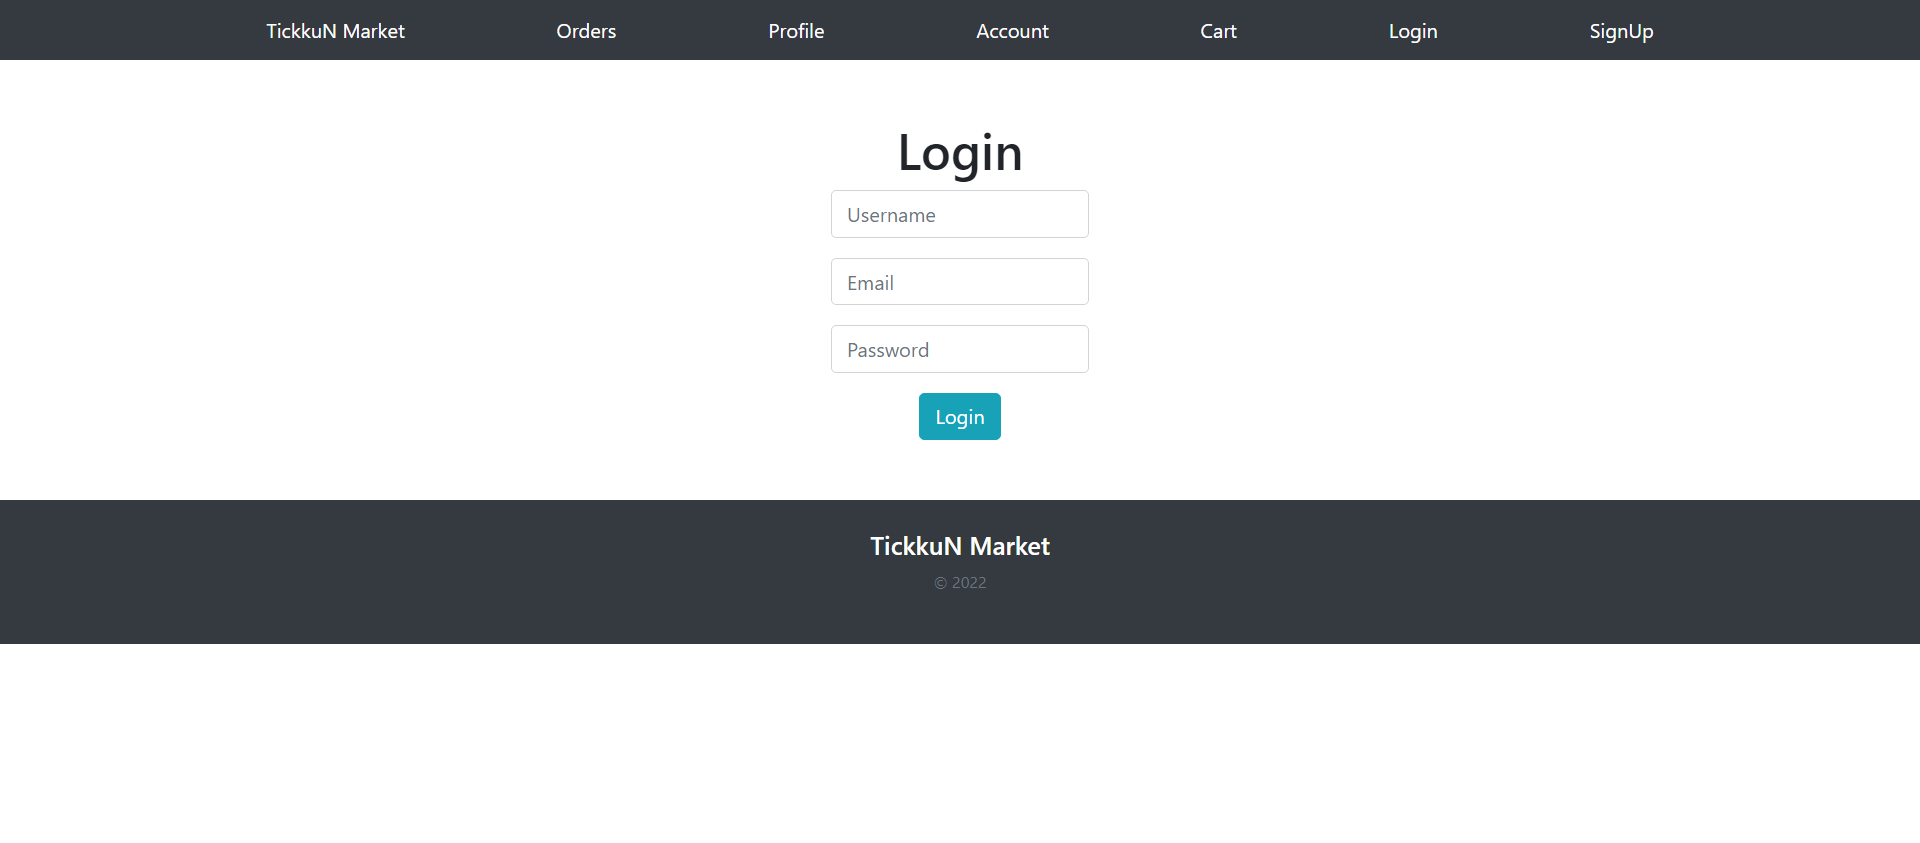 TickkuN Market Orders Profile Account Cart Login SignUp
Login
Username
Email
Password
Login
TickkuN Market
© 2022